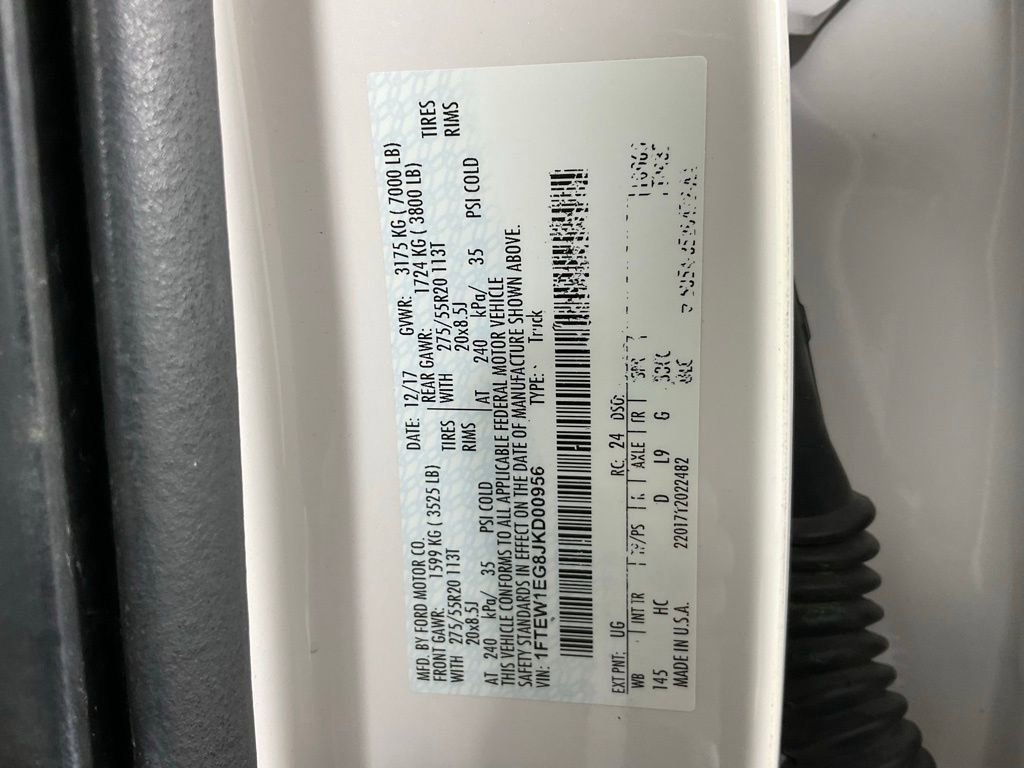 MFD. BY FORD MOTOR CO. DATE: 12/17 GVWR: 3175 KG ( 7000 LB)
FRONT GAWR: 1599 KG ( 3525 LB) REAR GAWR: 1724 KG ( 3800 LB)
WITH 275/55R20 113T TIRES WITH 275/55R20 113T TIRES
20x8.5J RIMS 20x8.5J RIMS
AT 240 kPa/ 35 PSI COLD AT 240 kPa/ 35 PSI COLD
THIS VEHICLE CONFORMS TO ALL APPLICABLE FEDERAL MOTOR VEHICLE
SAFETY STANDARDS IN EFFECT ON THE DATE OF MANUFACTURE SHOWN ABOVE.
VIN: 1FTEW1EG8JKD00956 TYPE: Truck
EXT PNT: UG RC: 24 DSO:
WB INT TR TP/PS R AXLE TR SPR
145 HC D L9 G
MADE IN U.S.A. 2201712022482